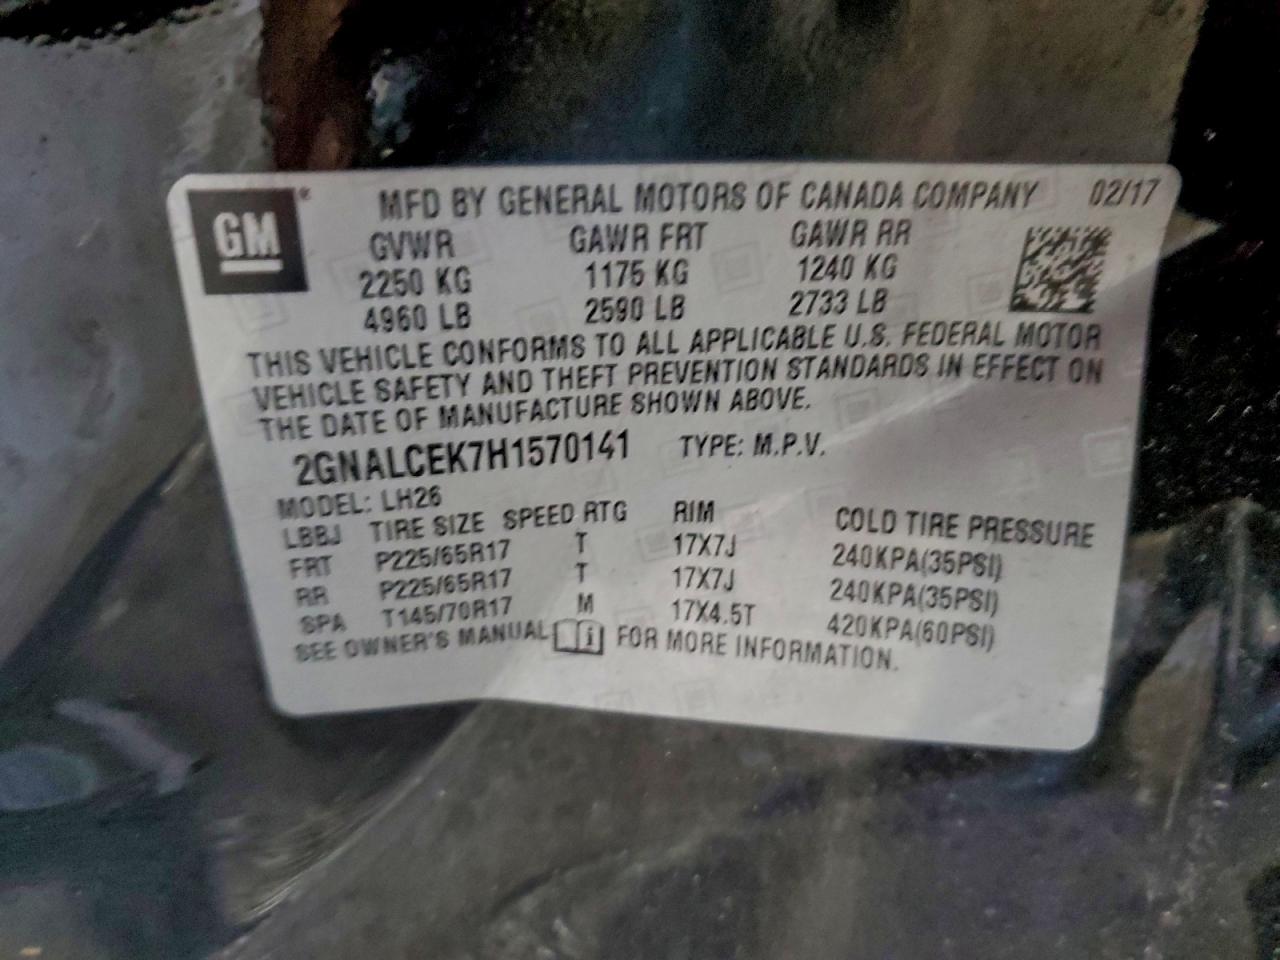 GM ® MFD BY GENERAL MOTORS OF CANADA COMPANY 02/17
GVWR GAWR FRT GAWR RR
2250 KG 1175 KG 1240 KG
4960 LB 2590 LB 2733 LB
THIS VEHICLE CONFORMS TO ALL APPLICABLE U.S. FEDERAL MOTOR
VEHICLE SAFETY AND THEFT PREVENTION STANDARDS IN EFFECT ON
THE DATE OF MANUFACTURE SHOWN ABOVE.
2GNALCEK7H1570141 TYPE: M.P.V.
MODEL: LH26
LBBJ TIRE SIZE SPEED RTG RIM COLD TIRE PRESSURE
FRT P225/65R17 T 17X7J 240KPA(35PSI)
RR P225/65R17 T 17X7J 240KPA(35PSI)
SPA T145/70R17 M 17X4.5T 420KPA(60PSI)
SEE OWNER'S MANUAL i FOR MORE INFORMATION.